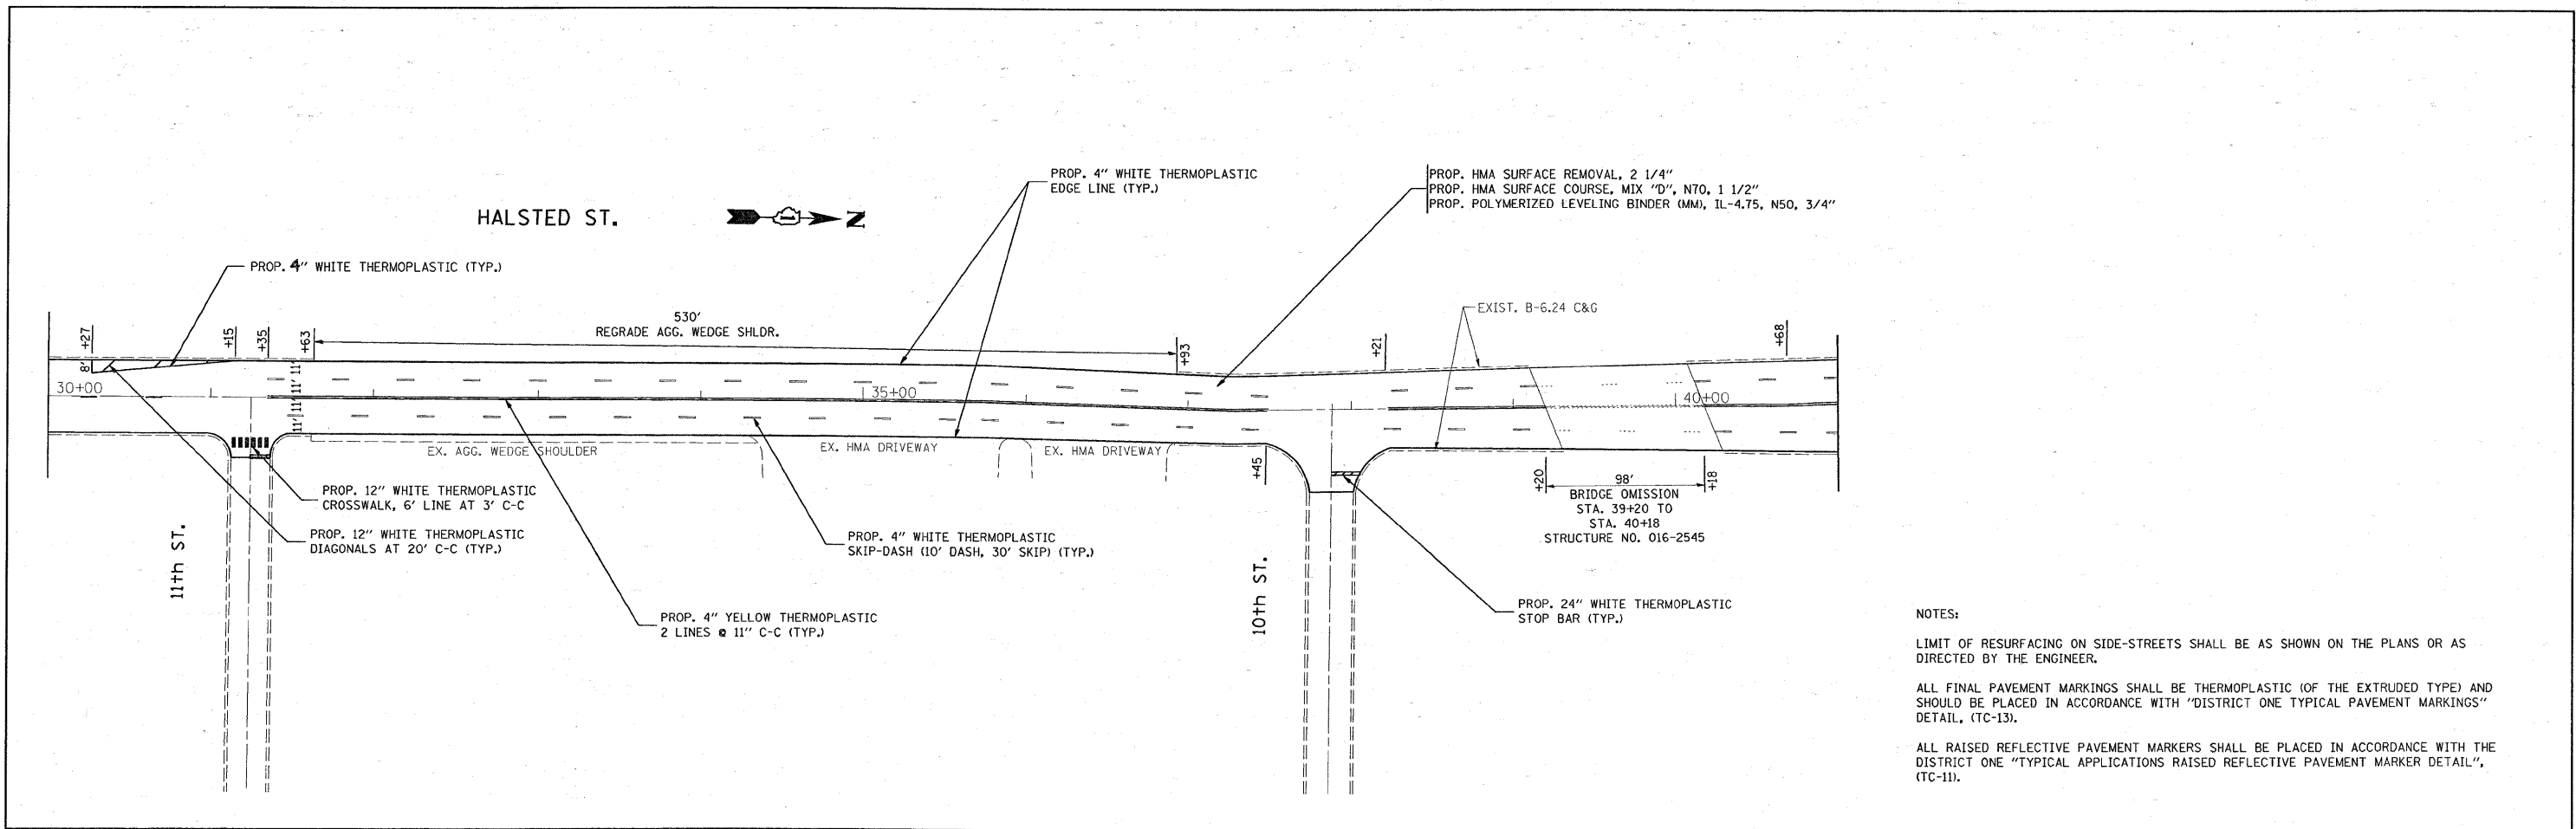 PROP. 4" WHITE THERMOPLASTIC
EDGE LINE (TYP.)
PROP. HMA SURFACE REMOVAL, 2 1/4"
PROP. HMA SURFACE COURSE, MIX "D", N70, 1 1/2"
PROP. POLYMERIZED LEVELING BINDER (MM), IL-4.75, N50, 3/4"
HALSTED ST.
N
PROP. 4" WHITE THERMOPLASTIC (TYP.)
530'
REGRADE AGG. WEDGE SHLDR.
EXIST. B-6.24 C&G
+27
+15
+35
+63
+93
+21
+68
8'
11'
11'
11'
11'
30+00
35+00
40+00
EX. AGG. WEDGE SHOULDER
EX. HMA DRIVEWAY
EX. HMA DRIVEWAY
+45
+20
+18
98'
BRIDGE OMISSION
STA. 39+20 TO
STA. 40+18
STRUCTURE NO. 016-2545
PROP. 12" WHITE THERMOPLASTIC
CROSSWALK, 6' LINE AT 3' C-C
PROP. 12" WHITE THERMOPLASTIC
DIAGONALS AT 20' C-C (TYP.)
PROP. 4" WHITE THERMOPLASTIC
SKIP-DASH (10' DASH, 30' SKIP) (TYP.)
11th ST.
10th ST.
PROP. 4" YELLOW THERMOPLASTIC
2 LINES @ 11" C-C (TYP.)
PROP. 24" WHITE THERMOPLASTIC
STOP BAR (TYP.)
NOTES:
LIMIT OF RESURFACING ON SIDE-STREETS SHALL BE AS SHOWN ON THE PLANS OR AS
DIRECTED BY THE ENGINEER.
ALL FINAL PAVEMENT MARKINGS SHALL BE THERMOPLASTIC (OF THE EXTRUDED TYPE) AND
SHOULD BE PLACED IN ACCORDANCE WITH "DISTRICT ONE TYPICAL PAVEMENT MARKINGS"
DETAIL, (TC-13).
ALL RAISED REFLECTIVE PAVEMENT MARKERS SHALL BE PLACED IN ACCORDANCE WITH THE
DISTRICT ONE "TYPICAL APPLICATIONS RAISED REFLECTIVE PAVEMENT MARKER DETAIL",
(TC-11).